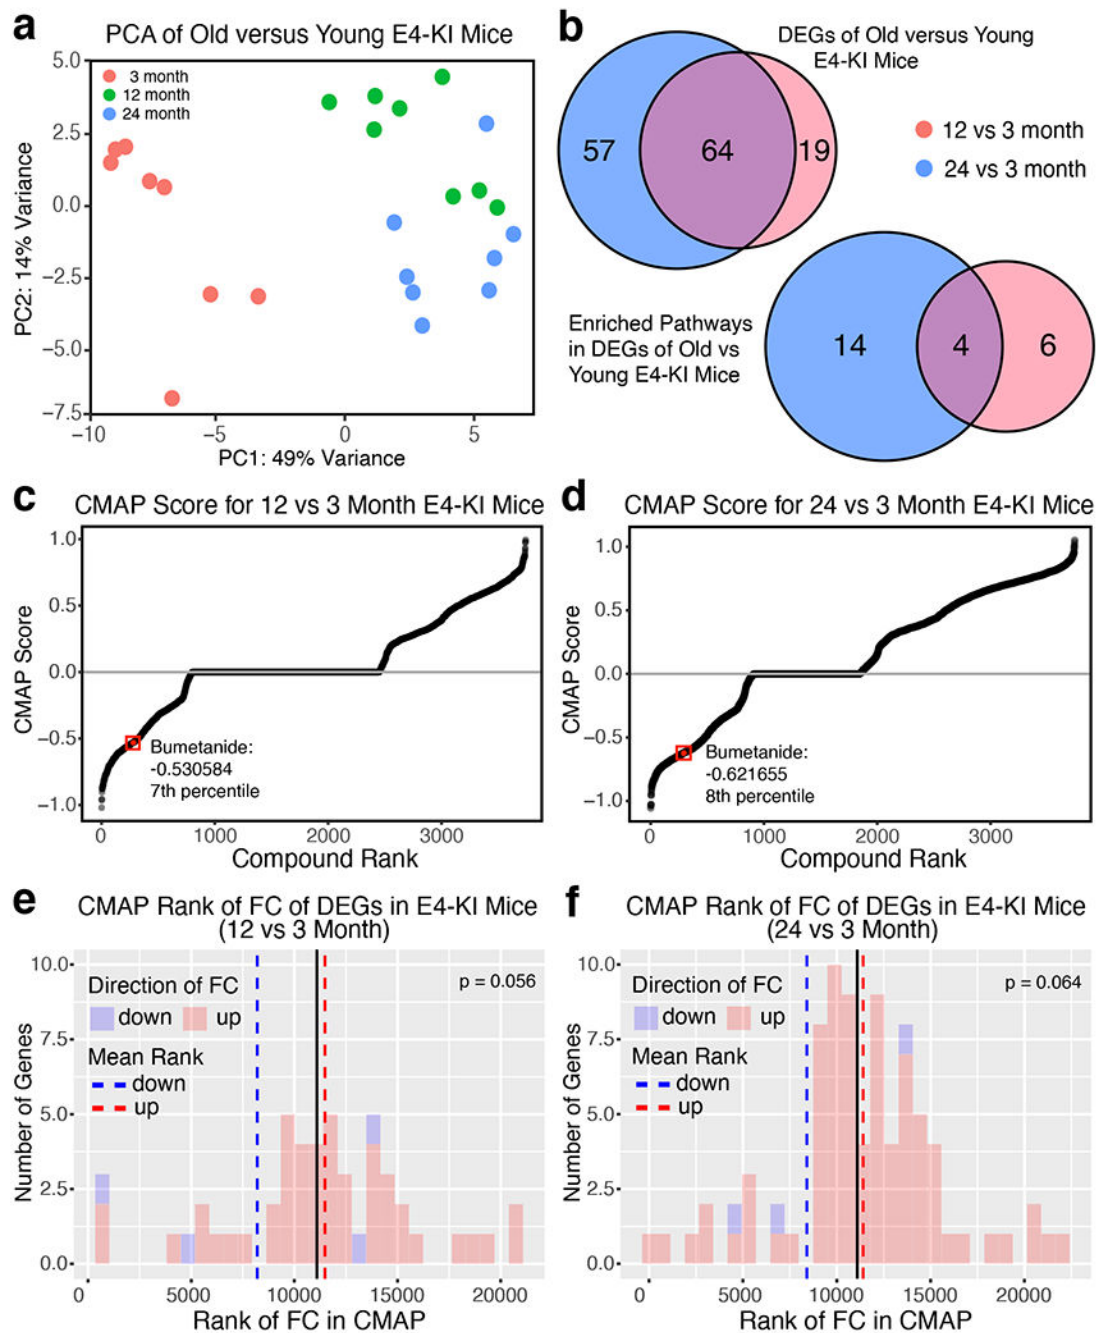 a
PCA of Old versus Young E4-KI Mice
5.0
2.5
0.0
−2.5
−5.0
−7.5
3 month
12 month
24 month
PC2: 14% Variance
−10
−5
0
5
PC1: 49% Variance
b
DEGs of Old versus Young
E4-KI Mice
57
64
19
12 vs 3 month
24 vs 3 month
Enriched Pathways
in DEGs of Old vs
Young E4-KI Mice
14
4
6
c
CMAP Score for 12 vs 3 Month E4-KI Mice
CMAP Score
1.0
0.5
0.0
−0.5
−1.0
Bumetanide:
-0.530584
7th percentile
0
1000
2000
3000
Compound Rank
d
CMAP Score for 24 vs 3 Month E4-KI Mice
CMAP Score
1.0
0.5
0.0
−0.5
−1.0
Bumetanide:
-0.621655
8th percentile
0
1000
2000
3000
Compound Rank
e
CMAP Rank of FC of DEGs in E4-KI Mice
(12 vs 3 Month)
Number of Genes
10.0
7.5
5.0
2.5
0.0
Direction of FC
down
up
Mean Rank
down
up
p = 0.056
0
5000
10000
15000
20000
Rank of FC in CMAP
f
CMAP Rank of FC of DEGs in E4-KI Mice
(24 vs 3 Month)
Number of Genes
10.0
7.5
5.0
2.5
0.0
Direction of FC
down
up
Mean Rank
down
up
p = 0.064
0
5000
10000
15000
20000
Rank of FC in CMAP